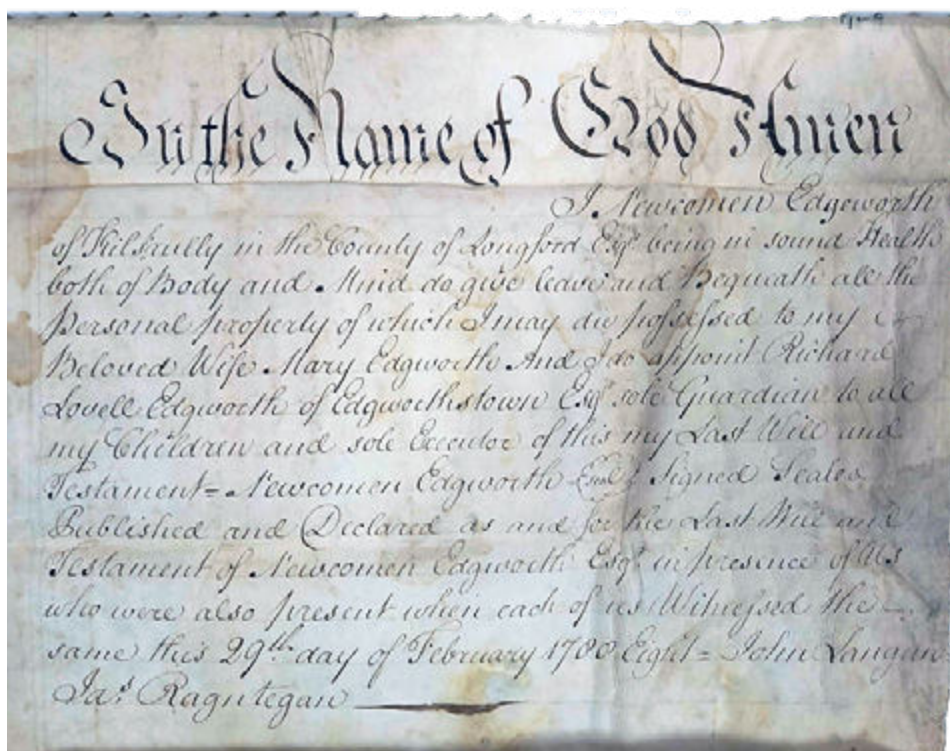 In the Name of God Amen
I Newcomen Edgeworth
of Kilshrully in the County of Longford Esqr. being in sound Health
both of Body and Mind do give leave and Bequeath all the
Personal property of which I may die possessed to my
Beloved Wife Mary Edgworth And I do appoint Richard
Lovell Edgworth of Edgworthstown Esqr. sole Guardian to all
my Children and sole Executor of this my Last Will and
Testament = Newcomen Edgworth Seal Signed Sealed
Published and Declared as and for the Last Will and
Testament of Newcomen Edgworth Esqr. in presence of Us
who were also present when each of us Witnessed the
same this 29th day of February 1780 Eight = John Langan
Jas.